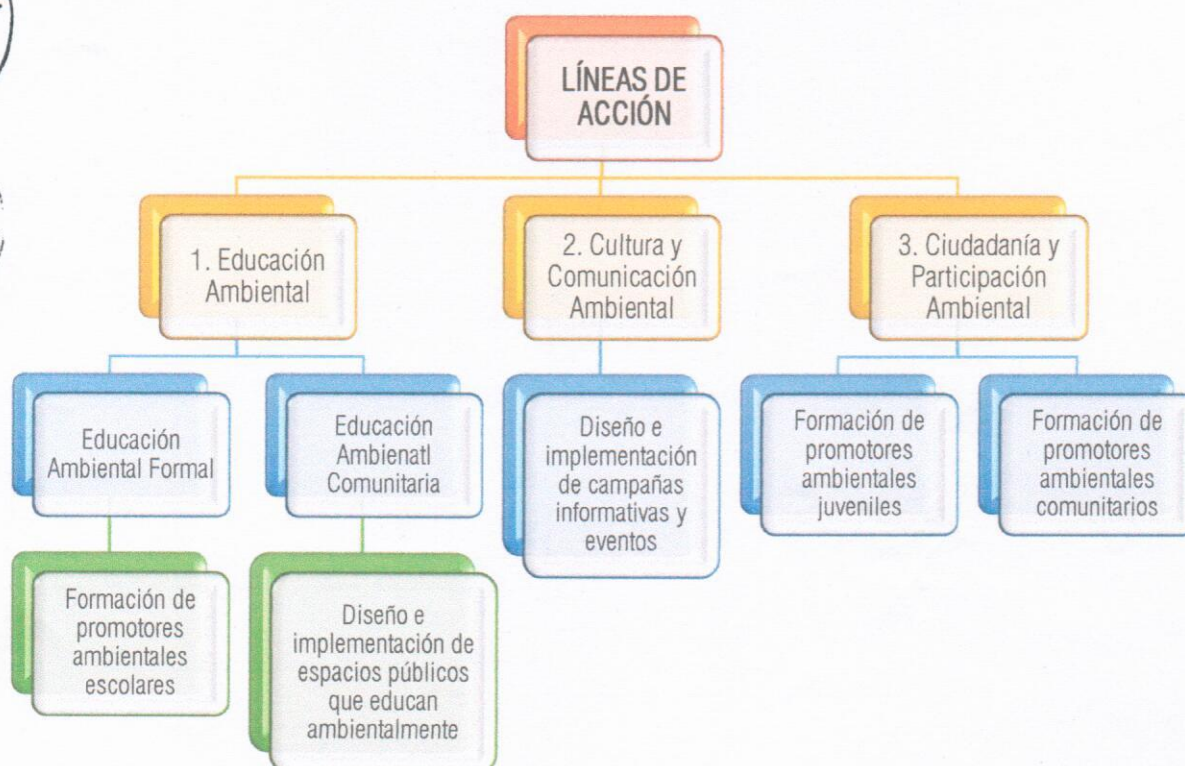 LÍNEAS DE
ACCIÓN
1. Educación
Ambiental
2. Cultura y
Comunicación
Ambiental
3. Ciudadanía y
Participación
Ambiental
Educación
Ambiental Formal
Educación
Ambienatl
Comunitaria
Diseño e
implementación
de campañas
informativas y
eventos
Formación de
promotores
ambientales
juveniles
Formación de
promotores
ambientales
comunitarios
Formación de
promotores
ambientales
escolares
Diseño e
implementación de
espacios públicos
que educan
ambientalmente